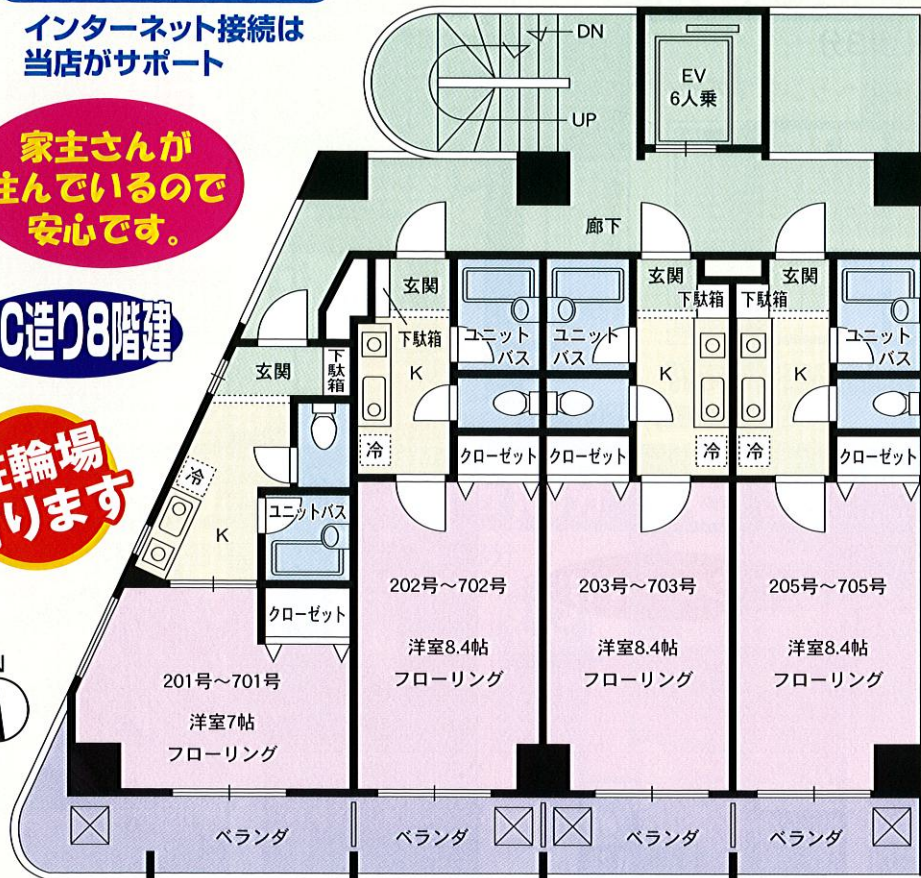 インターネット接続は
当店がサポート
家主さんが
住んでいるので
安心です。
C造り8階建
駐輪場
ります
N
DN
UP
EV
6人乗
廊下
玄関
下駄箱
K
冷
ユニットバス
クローゼット
201号～701号
洋室7帖
フローリング
ベランダ
玄関
下駄箱
K
冷
ユニット
バス
クローゼット
202号～702号
洋室8.4帖
フローリング
ベランダ
玄関
下駄箱
K
冷
ユニット
バス
クローゼット
203号～703号
洋室8.4帖
フローリング
ベランダ
玄関
下駄箱
K
冷
ユニット
バス
クローゼット
205号～705号
洋室8.4帖
フローリング
ベランダ